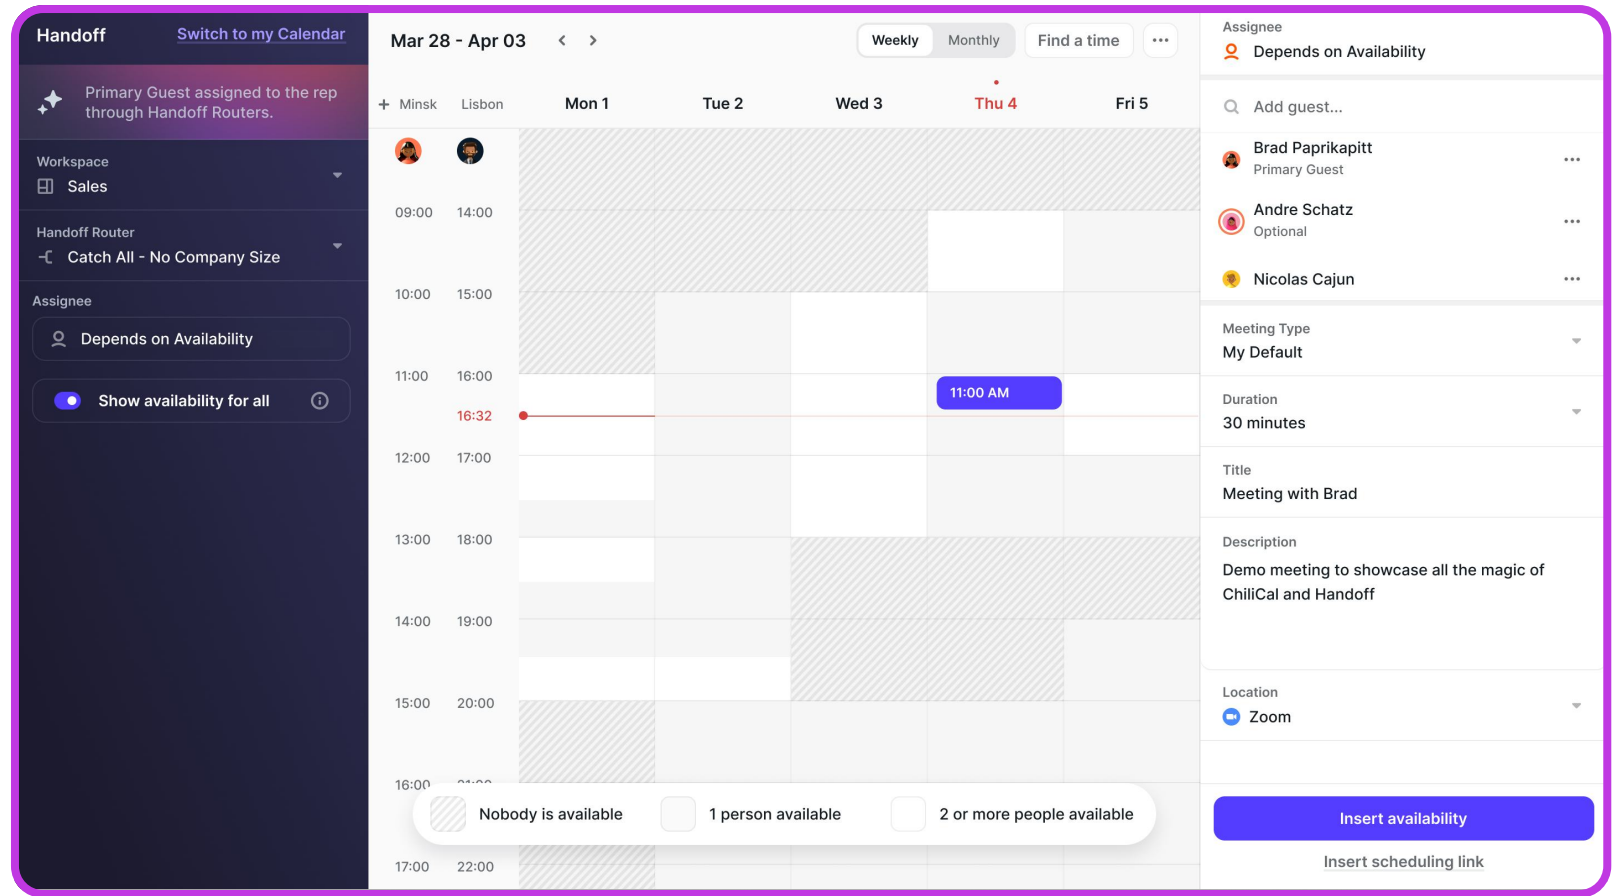 Handoff
Switch to my Calendar
Primary Guest assigned to the rep
through Handoff Routers.
Workspace
Sales
Handoff Router
Catch All - No Company Size
Assignee
Depends on Availability
Show availability for all
Mar 28 - Apr 03
Weekly
Monthly
Find a time
Minsk
Lisbon
Mon 1
Tue 2
Wed 3
Thu 4
Fri 5
09:00 14:00
10:00 15:00
11:00 16:00
11:00 AM
16:32
12:00 17:00
13:00 18:00
14:00 19:00
15:00 20:00
16:00 21:00
Nobody is available
1 person available
2 or more people available
17:00 22:00
Assignee
Depends on Availability
Add guest...
Brad Paprikapitt
Primary Guest
Andre Schatz
Optional
Nicolas Cajun
Meeting Type
My Default
Duration
30 minutes
Title
Meeting with Brad
Description
Demo meeting to showcase all the magic of
ChiliCal and Handoff
Location
Zoom
Insert availability
Insert scheduling link